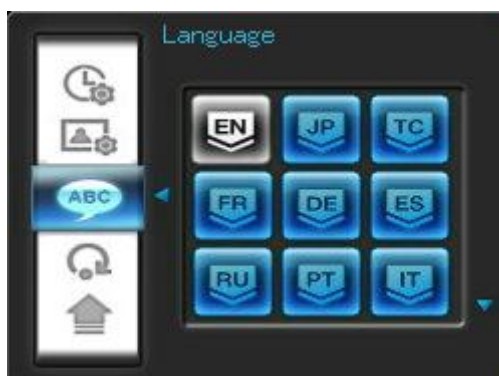 Language
EN JP TC
ABC
FR DE ES
RU PT IT